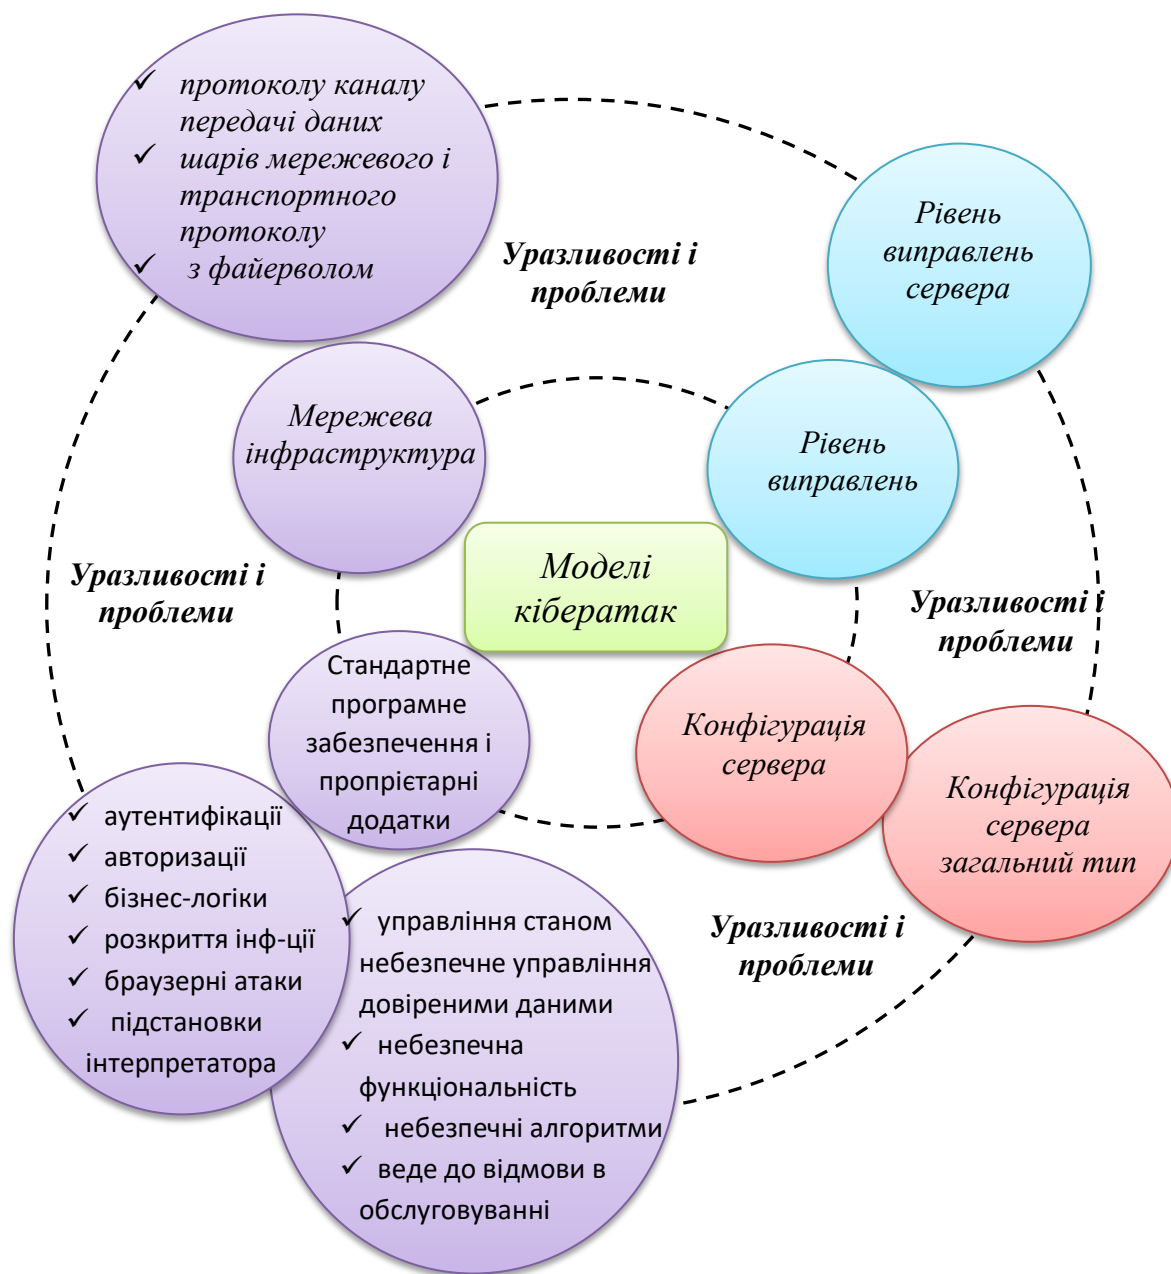 ✓ протоколу каналу
передачі даних
✓ шарів мережевого і
транспортного
протоколу
✓ з файерволом
Уразливості і
проблеми
Рівень
виправлень
сервера
Мережева
інфраструктура
Рівень
виправлень
Моделі
кібератак
Уразливості і
проблеми
Уразливості і
проблеми
Стандартне
програмне
забезпечення і
пропрієтарні
додатки
Конфігурація
сервера
Конфігурація
сервера
загальний тип
✓ аутентифікації
✓ авторизації
✓ бізнес-логіки
✓ розкриття інф-ції
✓ браузерні атаки
✓ підстановки
інтерпретатора
✓ управління станом
небезпечне управління
довіреними даними
✓ небезпечна
функціональність
✓ небезпечні алгоритми
✓ веде до відмови в
обслуговуванні
Уразливості і
проблеми